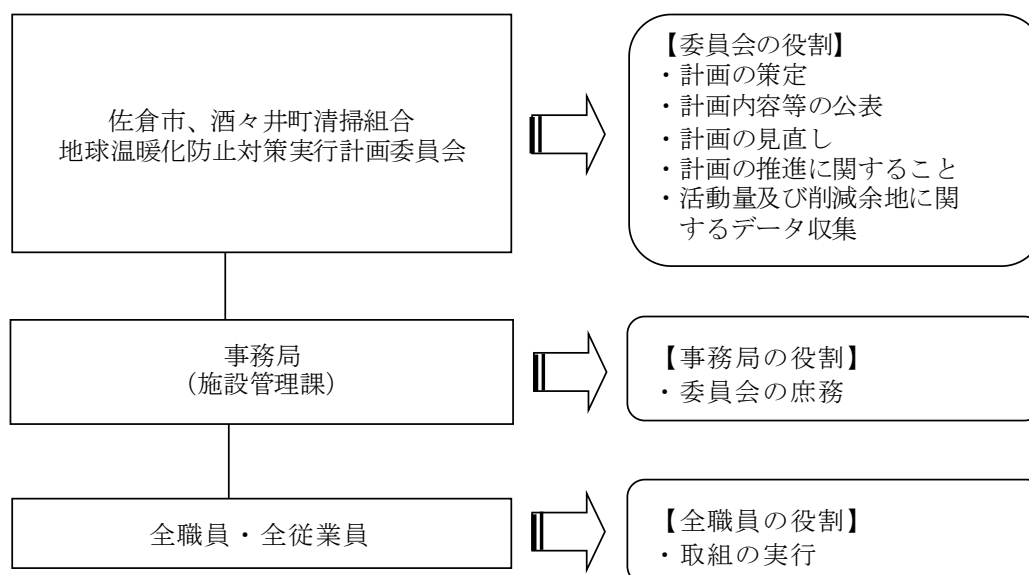 佐倉市、酒々井町清掃組合
地球温暖化防止対策実行計画委員会
【委員会の役割】
・計画の策定
・計画内容等の公表
・計画の見直し
・計画の推進に関すること
・活動量及び削減余地に関
するデータ収集
事務局
（施設管理課）
【事務局の役割】
・委員会の庶務
全職員・全従業員
【全職員の役割】
・取組の実行